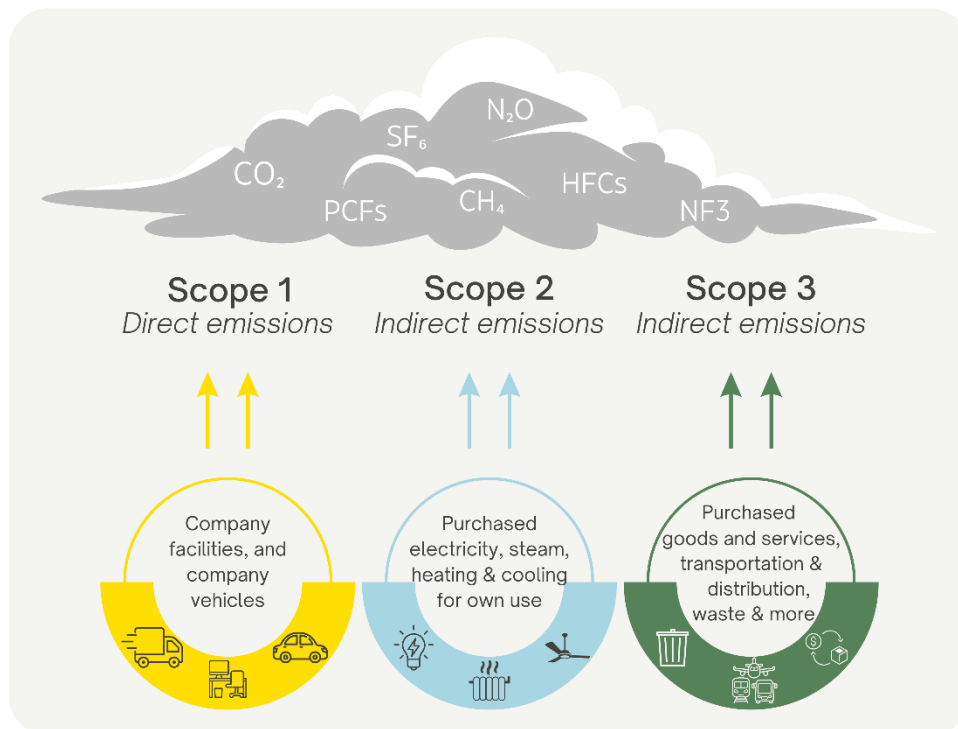 N₂O
SF₆
CO₂
HFCs
CH₄
PCFs
NF3
Scope 1
Direct emissions
Scope 2
Indirect emissions
Scope 3
Indirect emissions
Company
facilities, and
company
vehicles
Purchased
electricity, steam,
heating & cooling
for own use
Purchased
goods and services,
transportation &
distribution,
waste & more
$